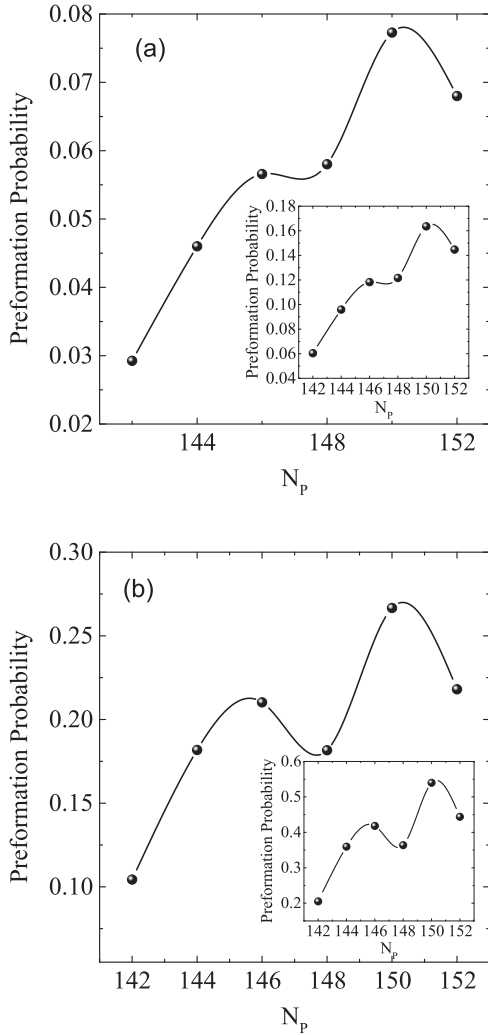 (a)
Preformation Probability
0.08
0.07
0.06
0.05
0.04
0.03
0.02
144
148
152
N_P
Preformation Probability
0.18
0.16
0.14
0.12
0.10
0.08
0.06
0.04
142 144 146 148 150 152
N_P
(b)
Preformation Probability
0.30
0.25
0.20
0.15
0.10
142 144 146 148 150 152
N_P
Preformation Probability
0.6
0.5
0.4
0.3
0.2
142 144 146 148 150 152
N_P